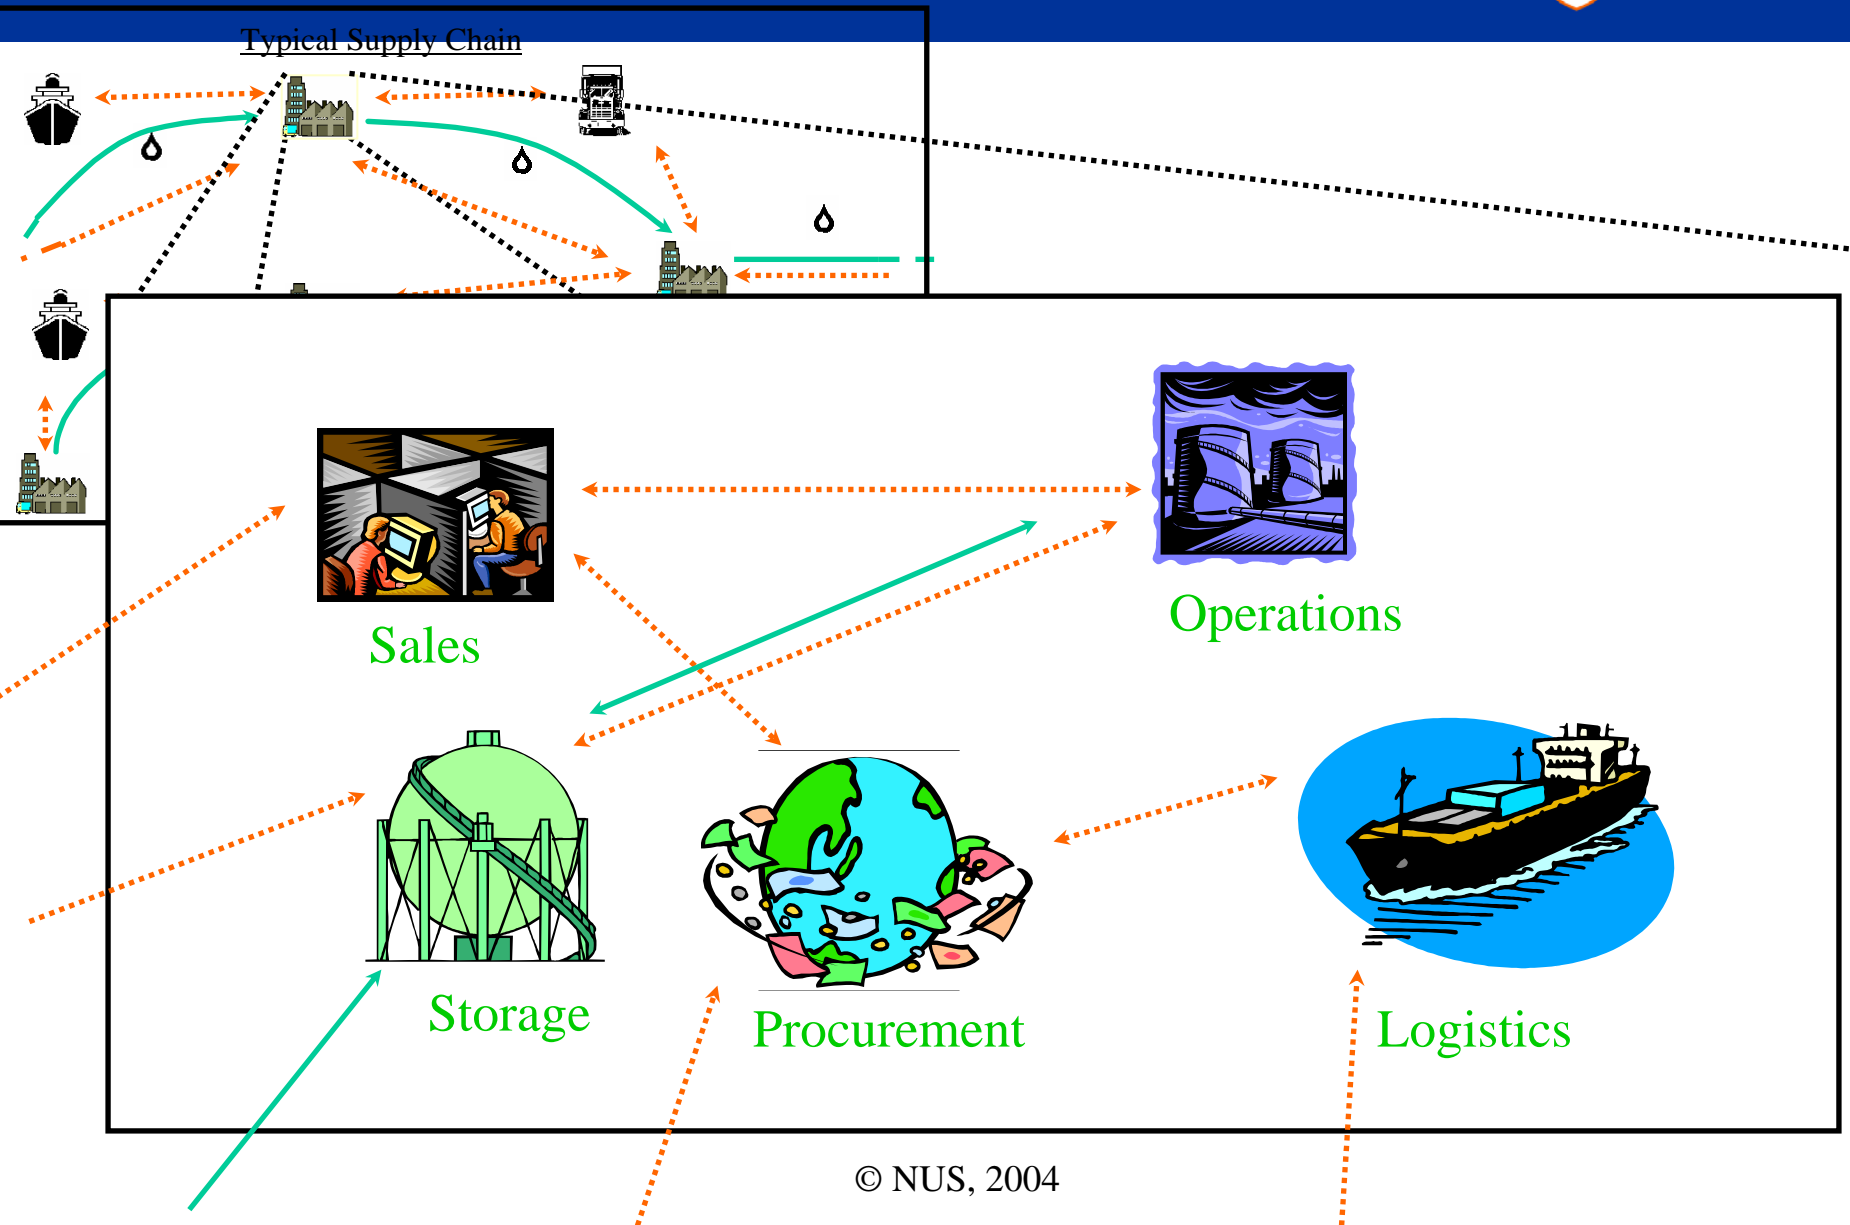 Typical Supply Chain
Sales
Operations
Storage
Procurement
Logistics
© NUS, 2004